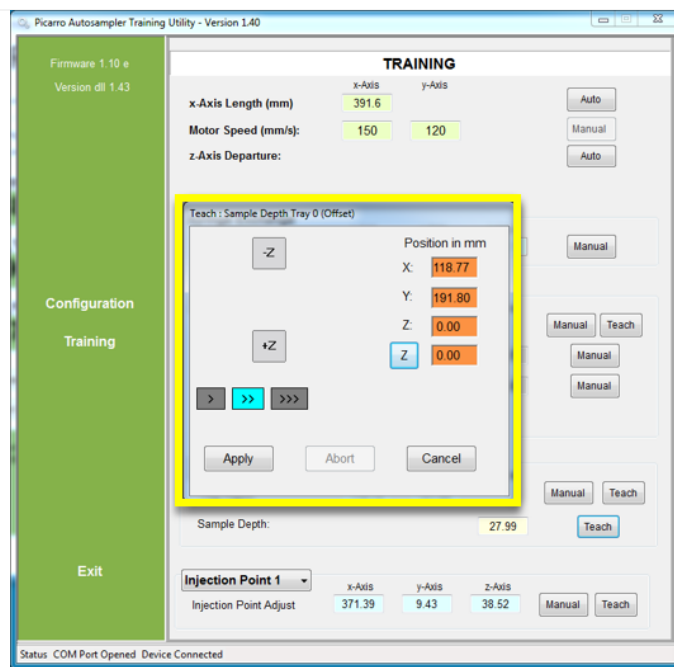 Picarro Autosampler Training Utility - Version 1.40
Firmware 1.10 e
Version dll 1.43
TRAINING
x-Axis y-Axis
x-Axis Length (mm) 391.6 Auto
Motor Speed (mm/s): 150 120 Manual
z-Axis Departure: Auto
Teach : Sample Depth Tray 0 (Offset)
-Z
Position in mm
X: 118.77
Y: 191.80
Z: 0.00
+Z
Z 0.00
> >> >>>
Apply Abort Cancel
Manual
Configuration
Training
Manual Teach
Manual
Manual
Manual Teach
Sample Depth: 27.99 Teach
Exit
Injection Point 1 x-Axis y-Axis z-Axis
Injection Point Adjust 371.39 9.43 38.52 Manual Teach
Status COM Port Opened Device Connected